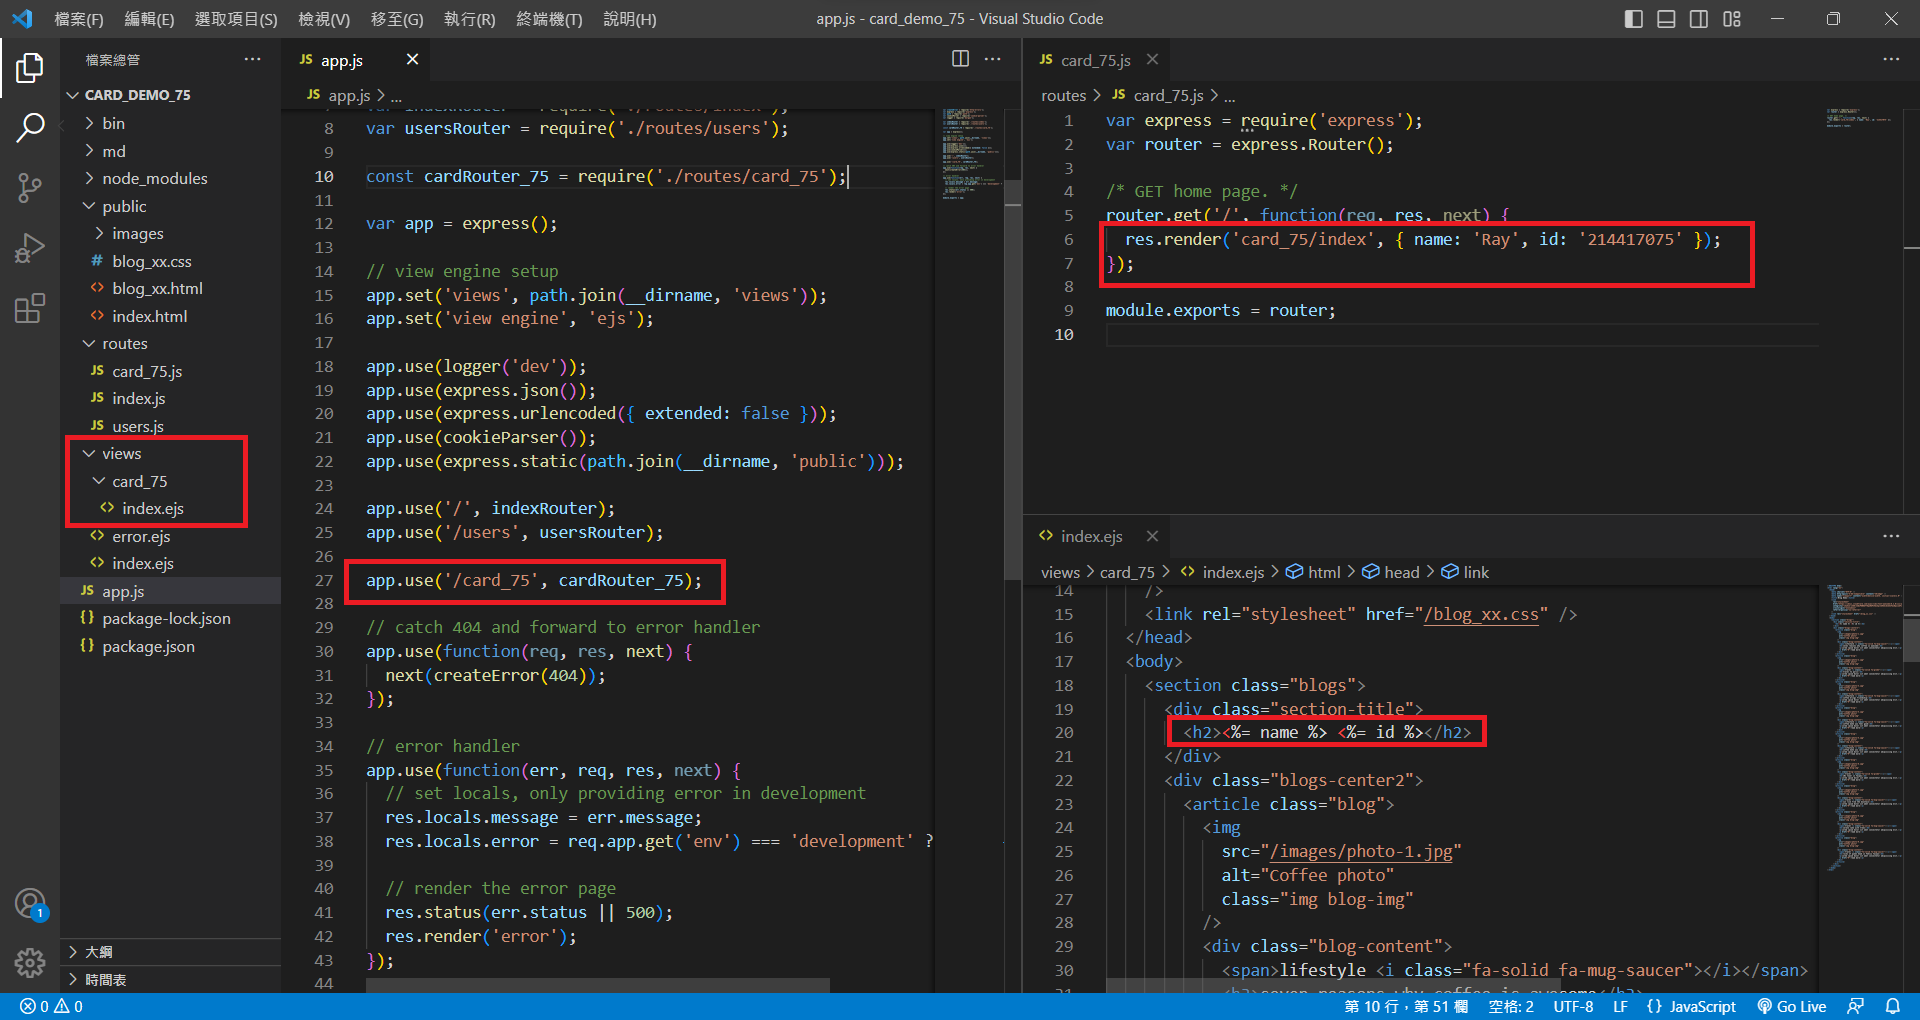 檔案(F) 編輯(E) 選取項目(S) 檢視(V) 移至(G) 執行(R) 終端機(T) 說明(H)
app.js - card_demo_75 - Visual Studio Code
檔案總管
CARD_DEMO_75
bin
md
node_modules
public
images
# blog_xx.css
<> blog_xx.html
<> index.html
routes
JS card_75.js
JS index.js
JS users.js
views
card_75
<> index.ejs
<> error.ejs
<> index.ejs
JS app.js
{} package-lock.json
{} package.json
大綱
時間表
1
JS app.js
JS app.js > ...
8 var usersRouter = require('./routes/users');
9
10 const cardRouter_75 = require('./routes/card_75');
11
12 var app = express();
13
14 // view engine setup
15 app.set('views', path.join(__dirname, 'views'));
16 app.set('view engine', 'ejs');
17
18 app.use(logger('dev'));
19 app.use(express.json());
20 app.use(express.urlencoded({ extended: false }));
21 app.use(cookieParser());
22 app.use(express.static(path.join(__dirname, 'public')));
23
24 app.use('/', indexRouter);
25 app.use('/users', usersRouter);
26
27 app.use('/card_75', cardRouter_75);
28
29 // catch 404 and forward to error handler
30 app.use(function(req, res, next) {
31 next(createError(404));
32 });
33
34 // error handler
35 app.use(function(err, req, res, next) {
36 // set locals, only providing error in development
37 res.locals.message = err.message;
38 res.locals.error = req.app.get('env') === 'development' ?
39
40 // render the error page
41 res.status(err.status || 500);
42 res.render('error');
43 });
44
JS card_75.js
routes > JS card_75.js > ...
1 var express = require('express');
2 var router = express.Router();
3
4 /* GET home page. */
5 router.get('/', function(req, res, next) {
6 res.render('card_75/index', { name: 'Ray', id: '214417075' });
7 });
8
9 module.exports = router;
10
<> index.ejs
views > card_75 > <> index.ejs > html > head > link
14 />
15 <link rel="stylesheet" href="/blog_xx.css" />
16 </head>
17 <body>
18 <section class="blogs">
19 <div class="section-title">
20 <h2><%= name %> <%= id %></h2>
21 </div>
22 <div class="blogs-center2">
23 <article class="blog">
24 <img
25 src="/images/photo-1.jpg"
26 alt="Coffee photo"
27 class="img blog-img"
28 />
29 <div class="blog-content">
30 <span>lifestyle <i class="fa-solid fa-mug-saucer"></i></span>
0 0
第 10 行，第 51 欄 空格: 2 UTF-8 LF {} JavaScript Go Live